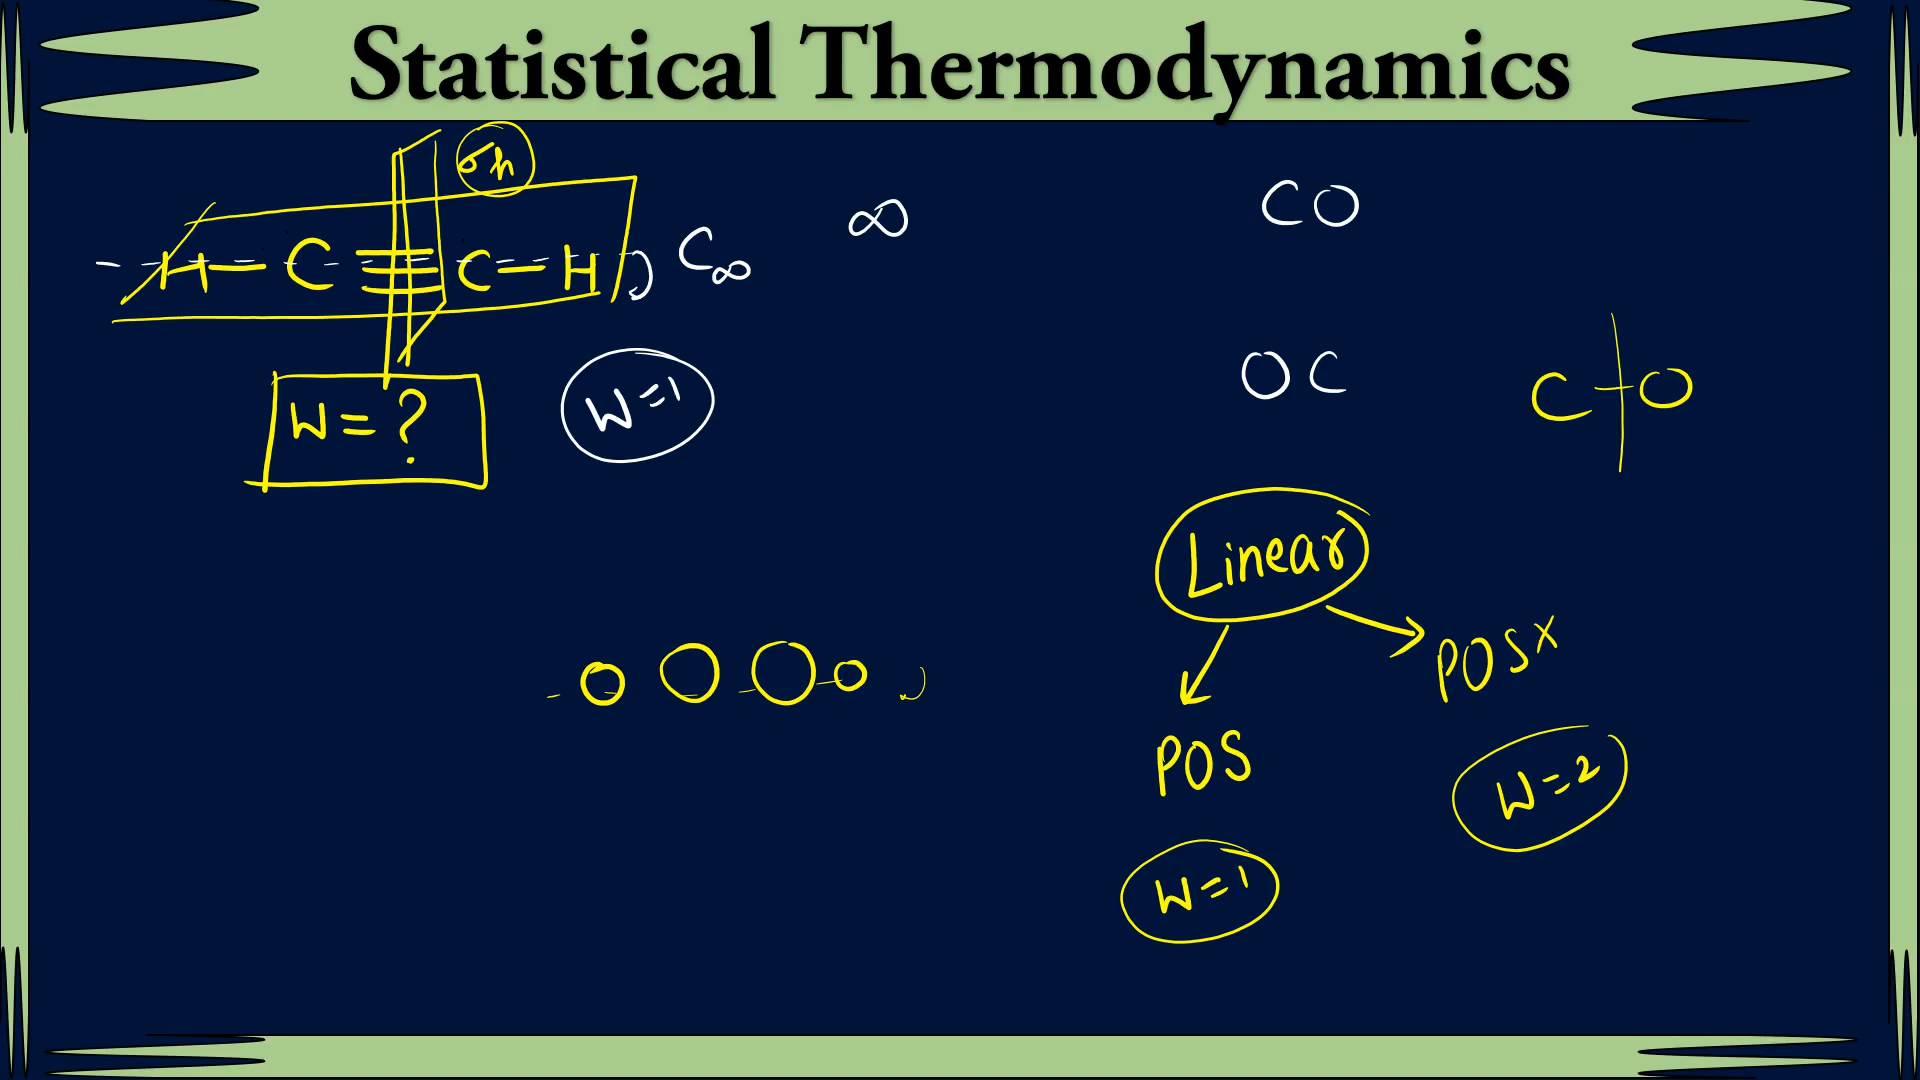 Statistical Thermodynamics
σh
H-C≡C-H C∞
∞
CO
W=?
W=1
OC
C O
Linear
POS
POSx
W=1
W=2